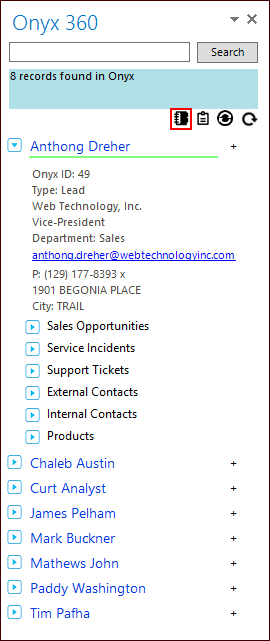 Onyx 360
Search
8 records found in Onyx
Anthong Dreher +
Onyx ID: 49
Type: Lead
Web Technology, Inc.
Vice-President
Department: Sales
anthong.dreher@webtechnologyinc.com
P: (129) 177-8393 x
1901 BEGONIA PLACE
City: TRAIL
Sales Opportunities
Service Incidents
Support Tickets
External Contacts
Internal Contacts
Products
Chaleb Austin +
Curt Analyst +
James Pelham +
Mark Buckner +
Mathews John +
Paddy Washington +
Tim Pafha +